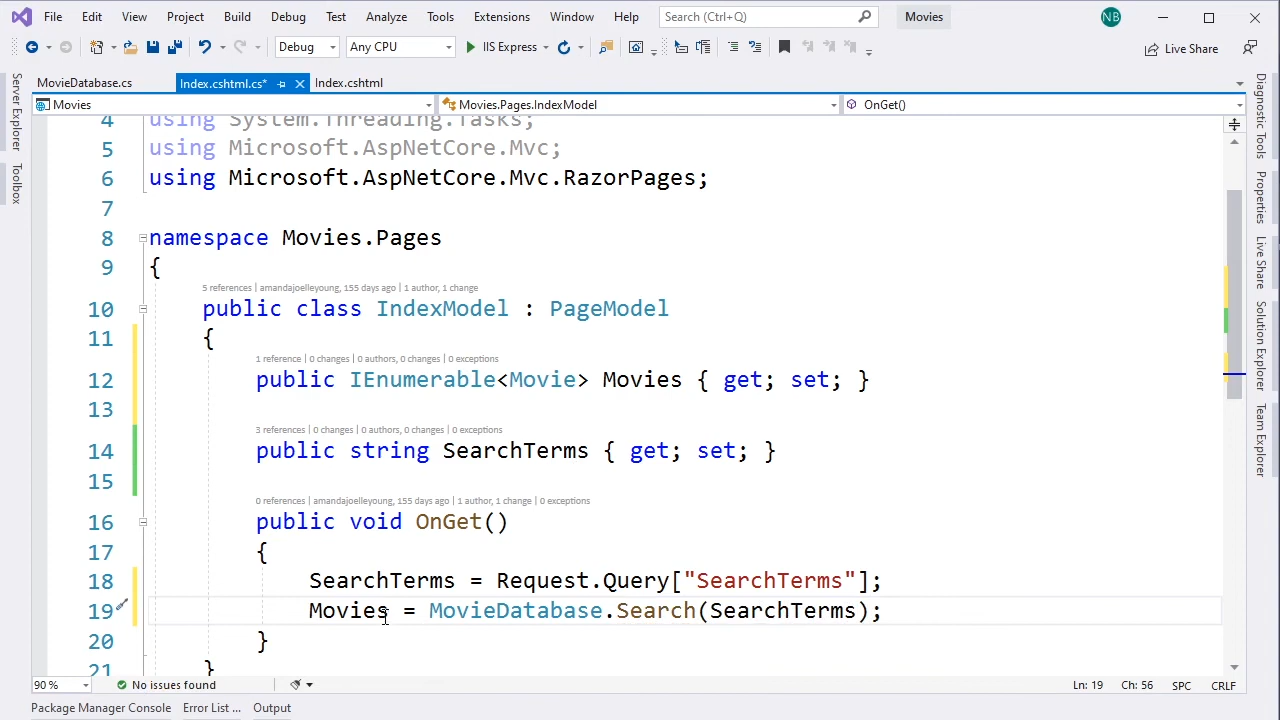 File Edit View Project Build Debug Test Analyze Tools Extensions Window Help Search (Ctrl+Q) Movies NB
Debug Any CPU IIS Express Live Share
MovieDatabase.cs Index.cshtml.cs* Index.cshtml
Movies Movies.Pages.IndexModel OnGet()
Server Explorer
Toolbox
4 using System.Threading.Tasks;
5 using Microsoft.AspNetCore.Mvc;
6 using Microsoft.AspNetCore.Mvc.RazorPages;
7
8 namespace Movies.Pages
9 {
5 references | amandajoelleyoung, 155 days ago | 1 author, 1 change
10 public class IndexModel : PageModel
11 {
1 reference | 0 changes | 0 authors, 0 changes | 0 exceptions
12 public IEnumerable<Movie> Movies { get; set; }
13
3 references | 0 changes | 0 authors, 0 changes | 0 exceptions
14 public string SearchTerms { get; set; }
15
0 references | amandajoelleyoung, 155 days ago | 1 author, 1 change | 0 exceptions
16 public void OnGet()
17 {
18 SearchTerms = Request.Query["SearchTerms"];
19 Movies = MovieDatabase.Search(SearchTerms);
20 }
21 }
Diagnostic Tools
Properties
Live Share
Solution Explorer
Team Explorer
90 % No issues found Ln: 19 Ch: 56 SPC CRLF
Package Manager Console Error List ... Output